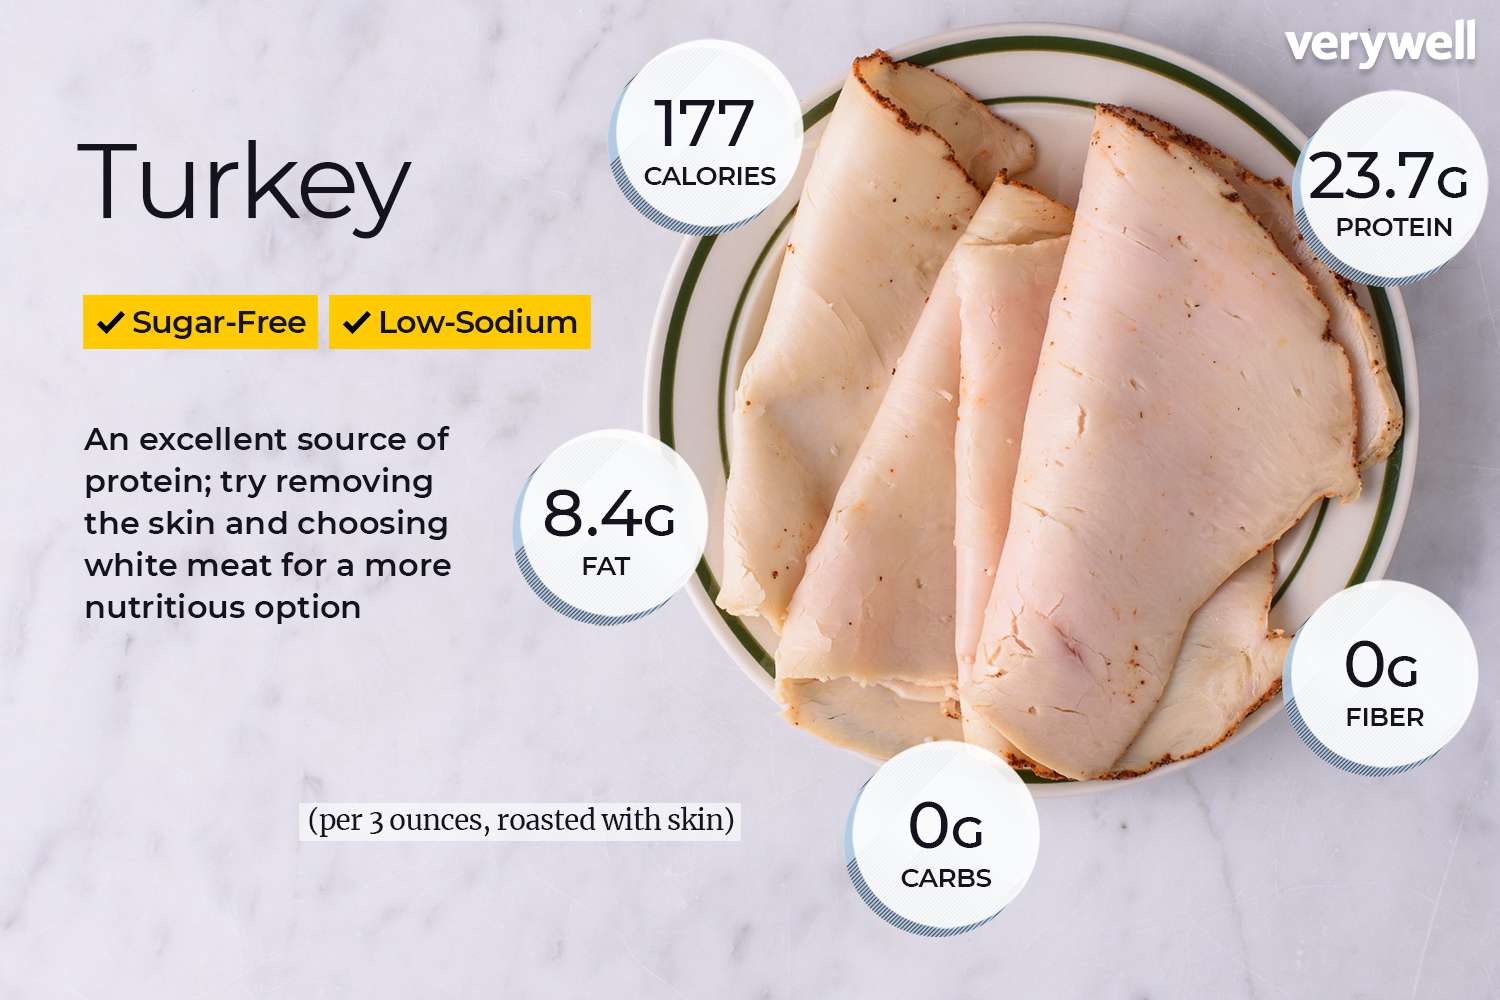 verywell
Turkey
✓ Sugar-Free ✓ Low-Sodium
An excellent source of
protein; try removing
the skin and choosing
white meat for a more
nutritious option
177
CALORIES
23.7G
PROTEIN
8.4G
FAT
0G
FIBER
0G
CARBS
(per 3 ounces, roasted with skin)